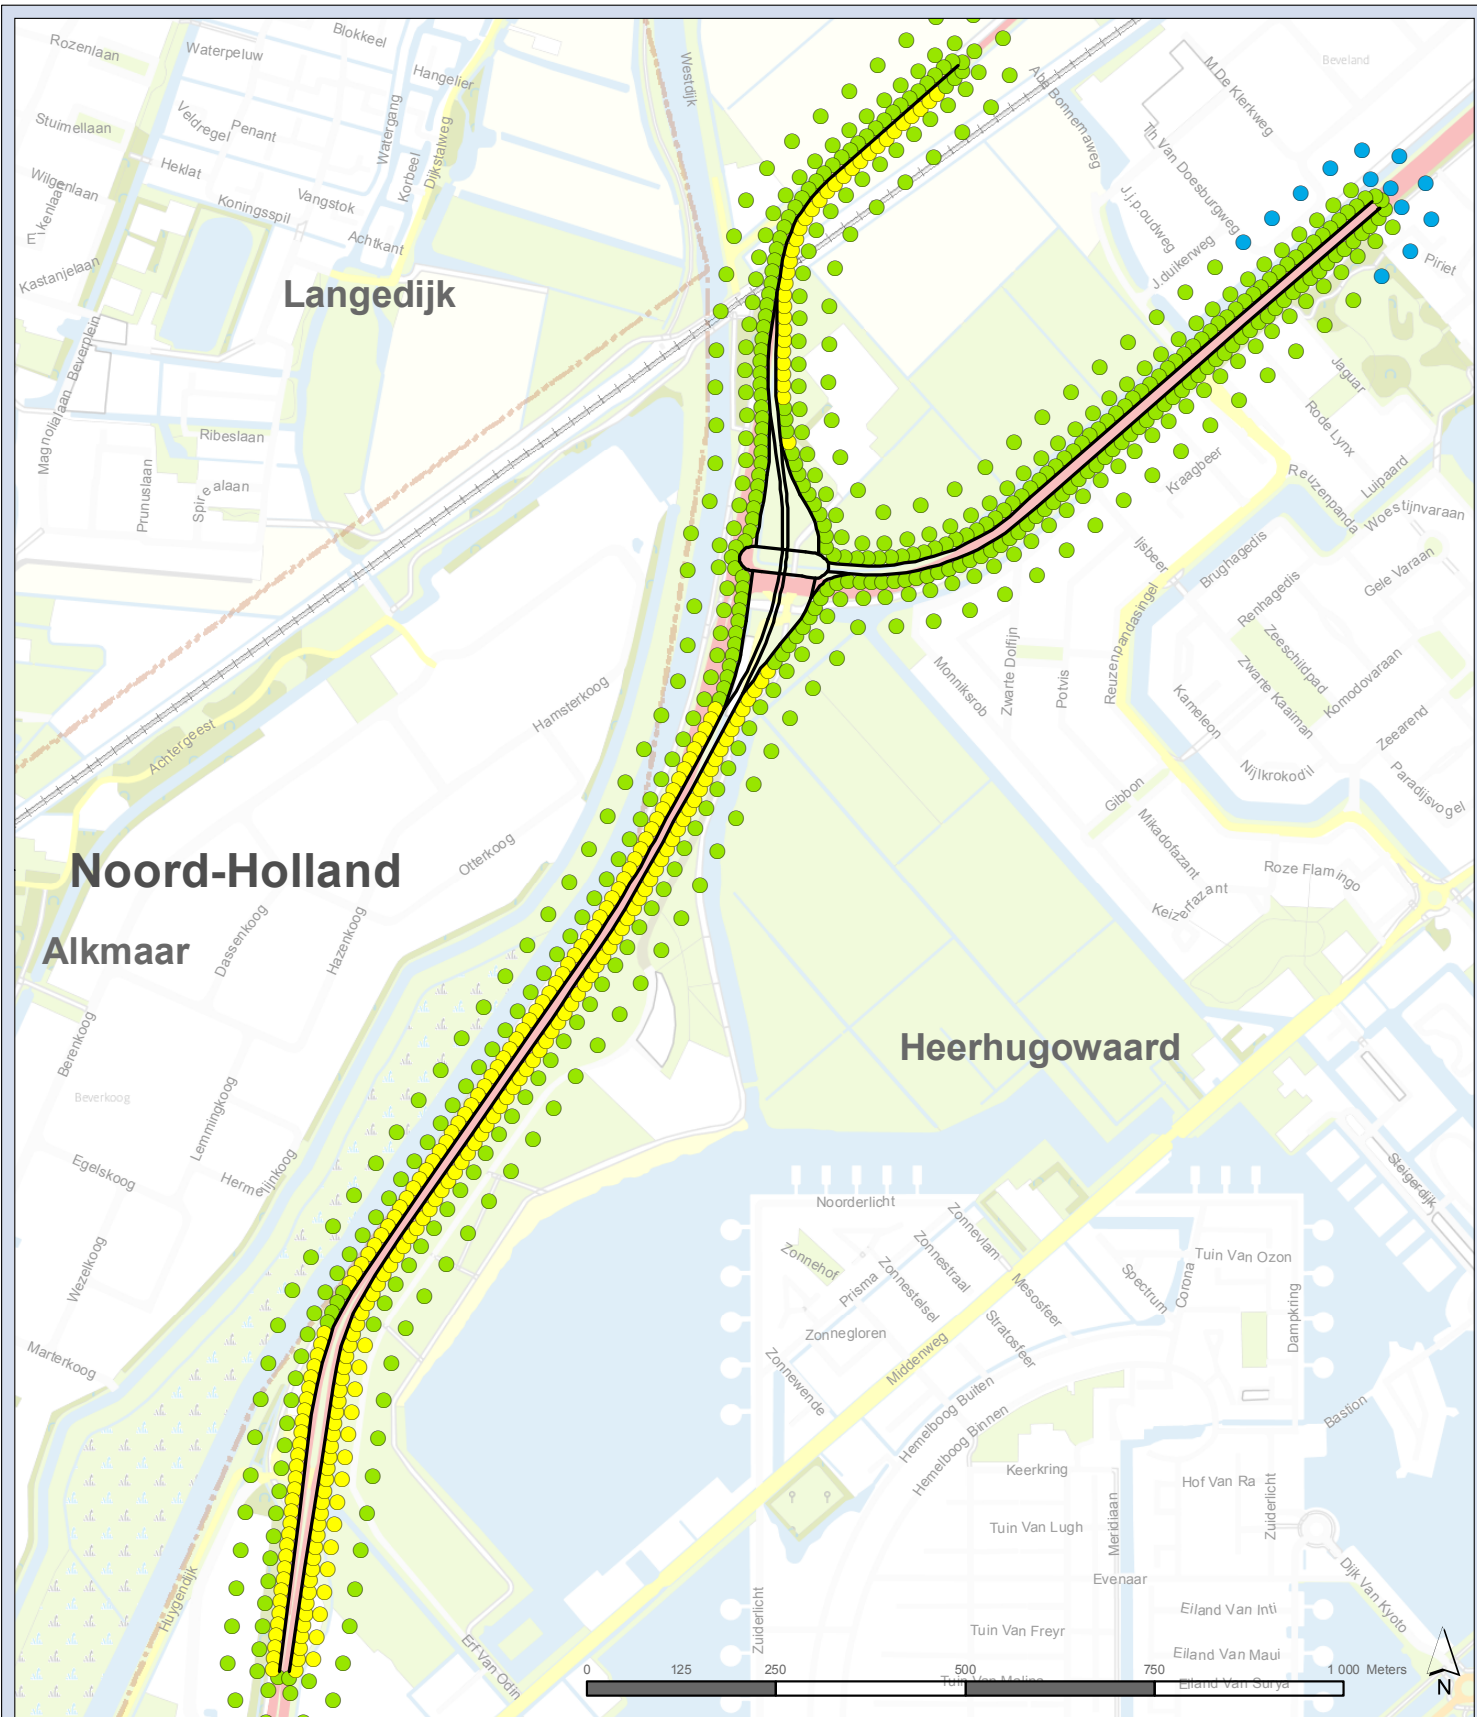 Rozenlaan
Waterpeluw
Blokkeel
Hangelier
Westdijk
Aba Bonnemaweg
M.De Klerkweg
Beveland
Stuimellaan
Veldregel
Penant
Watergang
Korbeel
Dijkstalweg
Th Van Doesburgweg
Wilgenlaan
Heklat
Koningsspil
Vangstok
J.j.p.oudweg
Eikenlaan
Achtkant
J.duikerweg
Kastanjelaan
Piriet
Langedijk
Beverplein
Magnolialaan
Jaguar
Rode Lynx
Ribeslaan
Kraagbeer
Reuzenpanda
Luipaard
Prunuslaan
Spirealaan
Woestijnvaraan
Ijsbeer
Brughagedis
Gele Varaan
Renhagedis
Reuzenpandasingel
Zeeschildpad
Zwarte Dolfijn
Monniksrob
Potvis
Zwarte Kaaiman
Komodovaraan
Hamsterkoog
Kameleon
Zeearend
Achtergeest
Nijlkrokodil
Paradijsvogel
Gibbon
Mikadofazant
Otterkoog
Noord-Holland
Roze Flamingo
Keizerfazant
Dassenkoog
Hazenkoog
Alkmaar
Berenkoog
Heerhugowaard
Beverkoog
Lemmingkoog
Egelskoog
Hermelijnkoog
Steigerdijk
Noorderlicht
Zonnevlam
Wezelkoog
Zonnehof
Prisma
Zonnestraal
Zonnestelsel
Mesosfeer
Spectrum
Corona
Tuin Van Ozon
Stratosfeer
Dampkring
Zonnegloren
Middenweg
Marterkoog
Zonnewende
Hemelboog Buiten
Hemelboog Binnen
Bastion
Keerkring
Hof Van Ra
Meridiaan
Zuiderlicht
Tuin Van Lugh
Huygendijk
Evenaar
Dijk Van Kyoto
Zuiderlicht
Eiland Van Inti
Tuin Van Freyr
Erf Van Odin
Eiland Van Maui
Eiland Van Surya
0 125 250 500 750 1 000 Meters
N